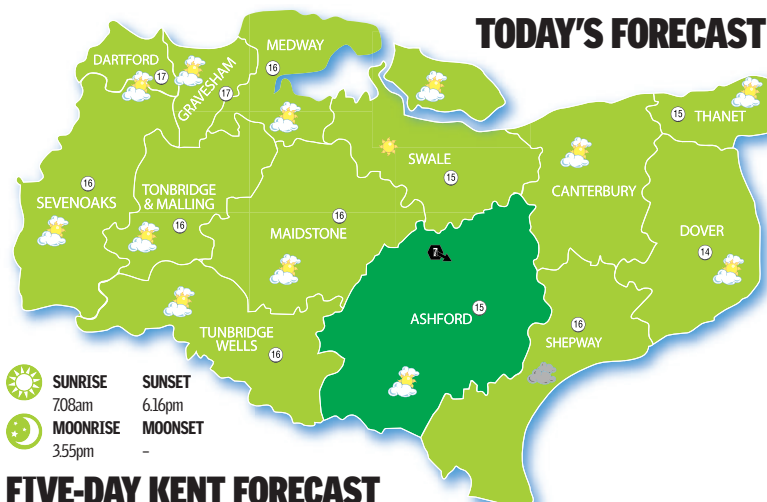 TODAY'S FORECAST
MEDWAY
16
DARTFORD
17
GRAVESHAM
17
15
THANET
SWALE
15
CANTERBURY
16
SEVENOAKS
TONBRIDGE
& MALLING
16
16
MAIDSTONE
DOVER
14
7
ASHFORD
15
16
SHEPWAY
TUNBRIDGE
WELLS
16
SUNRISE SUNSET
7.08am 6.16pm
MOONRISE MOONSET
3.55pm –
FIVE-DAY KENT FORECAST